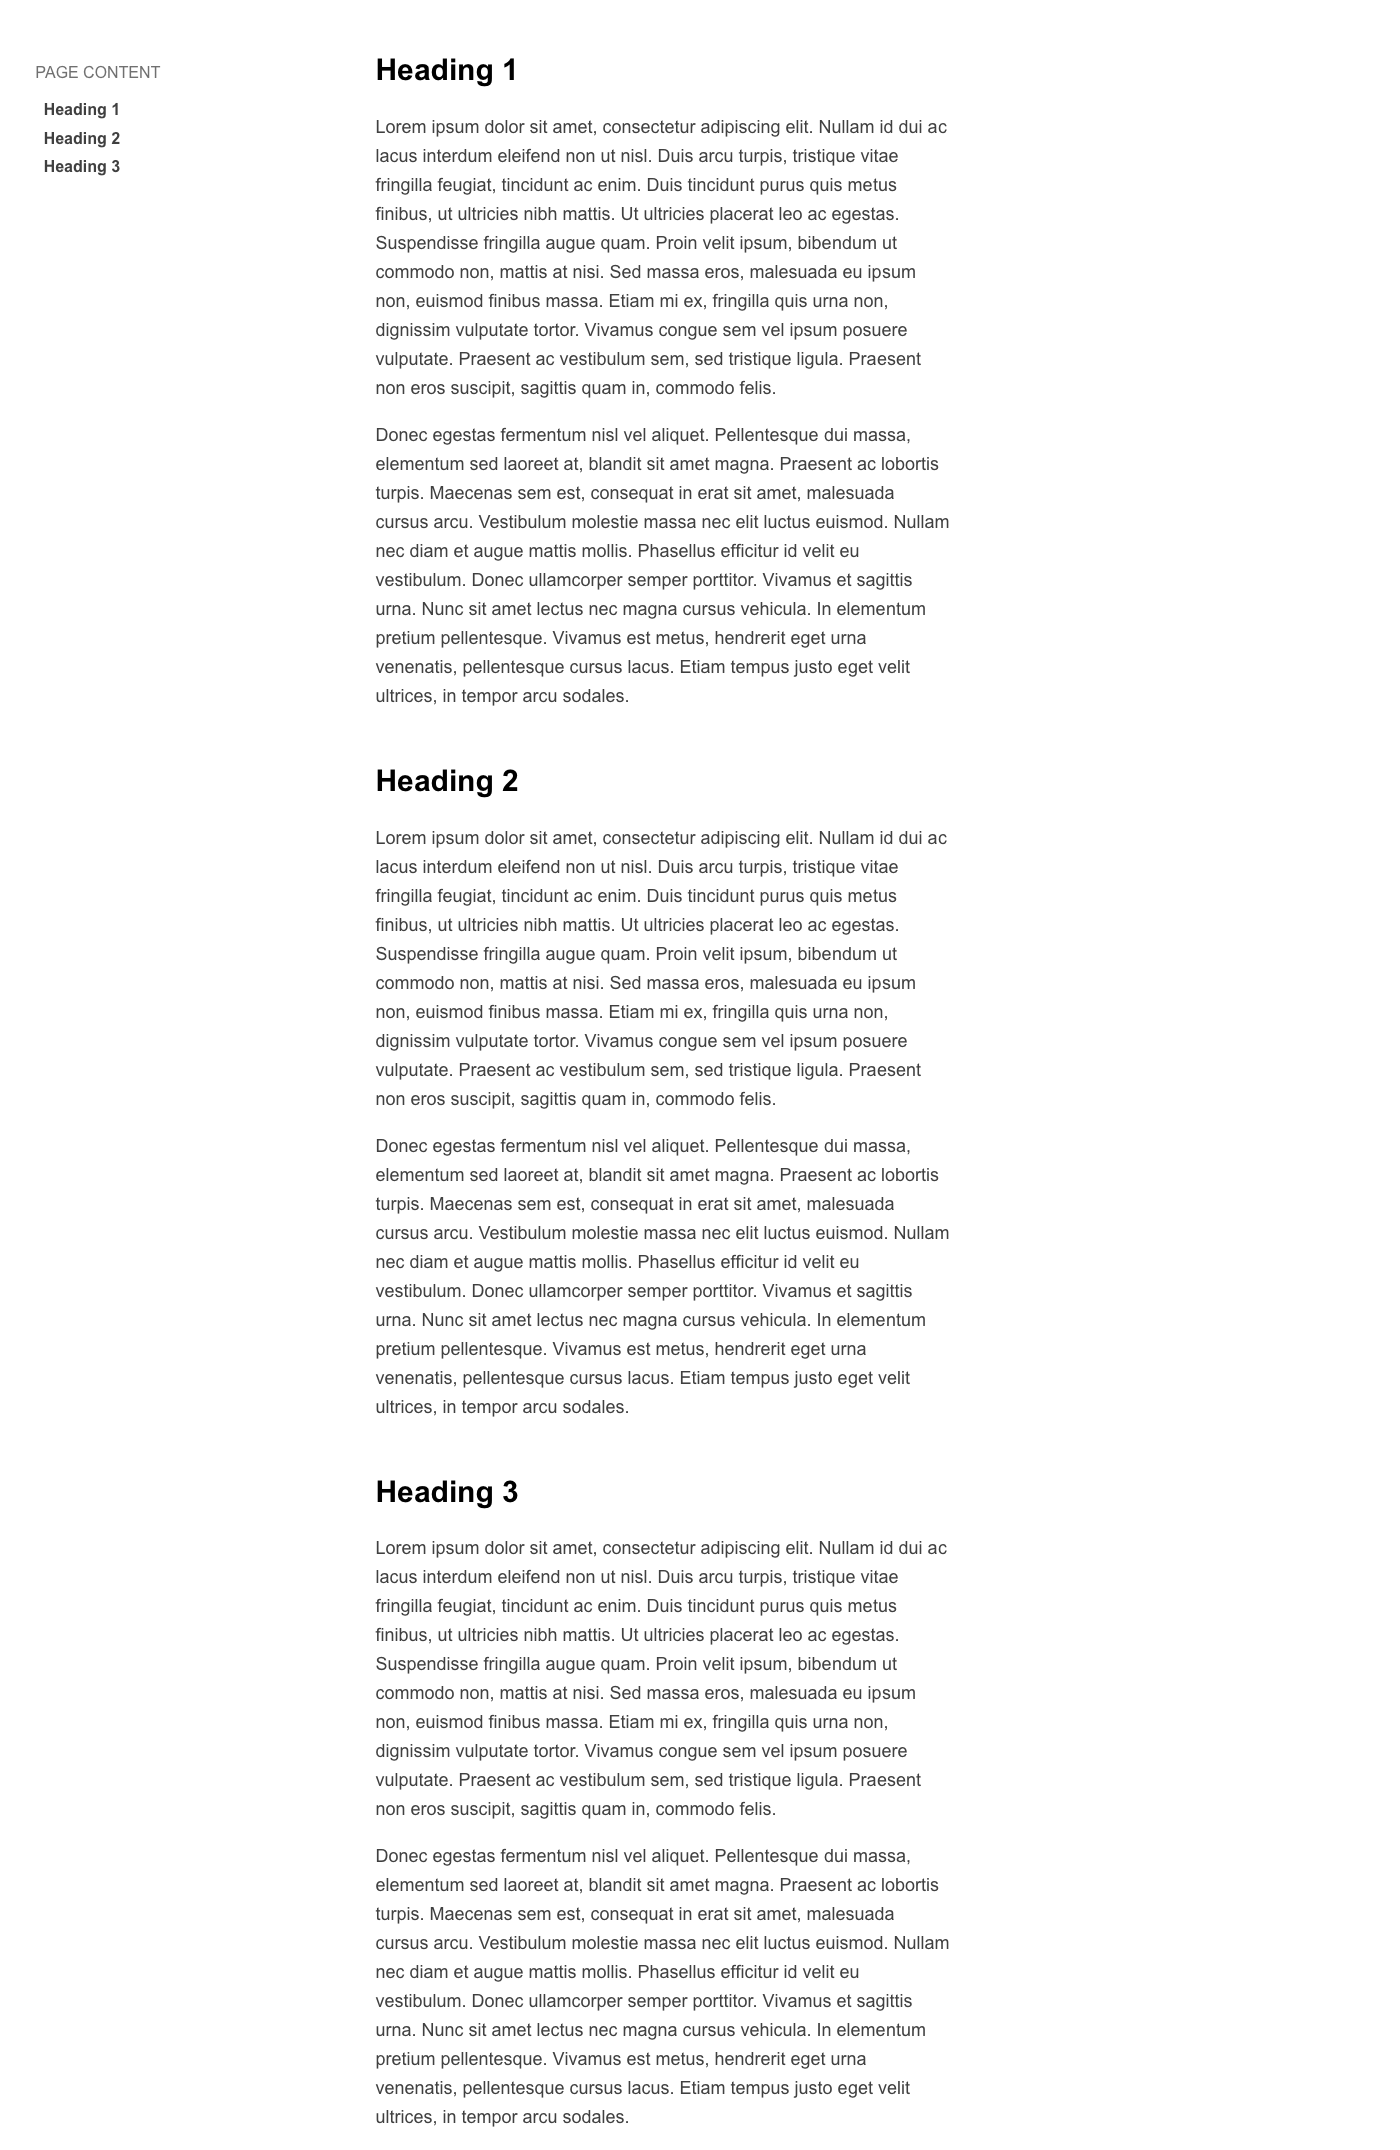 PAGE CONTENT
Heading 1
Heading 2
Heading 3
Heading 1
Lorem ipsum dolor sit amet, consectetur adipiscing elit. Nullam id dui ac
lacus interdum eleifend non ut nisl. Duis arcu turpis, tristique vitae
fringilla feugiat, tincidunt ac enim. Duis tincidunt purus quis metus
finibus, ut ultricies nibh mattis. Ut ultricies placerat leo ac egestas.
Suspendisse fringilla augue quam. Proin velit ipsum, bibendum ut
commodo non, mattis at nisi. Sed massa eros, malesuada eu ipsum
non, euismod finibus massa. Etiam mi ex, fringilla quis urna non,
dignissim vulputate tortor. Vivamus congue sem vel ipsum posuere
vulputate. Praesent ac vestibulum sem, sed tristique ligula. Praesent
non eros suscipit, sagittis quam in, commodo felis.
Donec egestas fermentum nisl vel aliquet. Pellentesque dui massa,
elementum sed laoreet at, blandit sit amet magna. Praesent ac lobortis
turpis. Maecenas sem est, consequat in erat sit amet, malesuada
cursus arcu. Vestibulum molestie massa nec elit luctus euismod. Nullam
nec diam et augue mattis mollis. Phasellus efficitur id velit eu
vestibulum. Donec ullamcorper semper porttitor. Vivamus et sagittis
urna. Nunc sit amet lectus nec magna cursus vehicula. In elementum
pretium pellentesque. Vivamus est metus, hendrerit eget urna
venenatis, pellentesque cursus lacus. Etiam tempus justo eget velit
ultrices, in tempor arcu sodales.
Heading 2
Lorem ipsum dolor sit amet, consectetur adipiscing elit. Nullam id dui ac
lacus interdum eleifend non ut nisl. Duis arcu turpis, tristique vitae
fringilla feugiat, tincidunt ac enim. Duis tincidunt purus quis metus
finibus, ut ultricies nibh mattis. Ut ultricies placerat leo ac egestas.
Suspendisse fringilla augue quam. Proin velit ipsum, bibendum ut
commodo non, mattis at nisi. Sed massa eros, malesuada eu ipsum
non, euismod finibus massa. Etiam mi ex, fringilla quis urna non,
dignissim vulputate tortor. Vivamus congue sem vel ipsum posuere
vulputate. Praesent ac vestibulum sem, sed tristique ligula. Praesent
non eros suscipit, sagittis quam in, commodo felis.
Donec egestas fermentum nisl vel aliquet. Pellentesque dui massa,
elementum sed laoreet at, blandit sit amet magna. Praesent ac lobortis
turpis. Maecenas sem est, consequat in erat sit amet, malesuada
cursus arcu. Vestibulum molestie massa nec elit luctus euismod. Nullam
nec diam et augue mattis mollis. Phasellus efficitur id velit eu
vestibulum. Donec ullamcorper semper porttitor. Vivamus et sagittis
urna. Nunc sit amet lectus nec magna cursus vehicula. In elementum
pretium pellentesque. Vivamus est metus, hendrerit eget urna
venenatis, pellentesque cursus lacus. Etiam tempus justo eget velit
ultrices, in tempor arcu sodales.
Heading 3
Lorem ipsum dolor sit amet, consectetur adipiscing elit. Nullam id dui ac
lacus interdum eleifend non ut nisl. Duis arcu turpis, tristique vitae
fringilla feugiat, tincidunt ac enim. Duis tincidunt purus quis metus
finibus, ut ultricies nibh mattis. Ut ultricies placerat leo ac egestas.
Suspendisse fringilla augue quam. Proin velit ipsum, bibendum ut
commodo non, mattis at nisi. Sed massa eros, malesuada eu ipsum
non, euismod finibus massa. Etiam mi ex, fringilla quis urna non,
dignissim vulputate tortor. Vivamus congue sem vel ipsum posuere
vulputate. Praesent ac vestibulum sem, sed tristique ligula. Praesent
non eros suscipit, sagittis quam in, commodo felis.
Donec egestas fermentum nisl vel aliquet. Pellentesque dui massa,
elementum sed laoreet at, blandit sit amet magna. Praesent ac lobortis
turpis. Maecenas sem est, consequat in erat sit amet, malesuada
cursus arcu. Vestibulum molestie massa nec elit luctus euismod. Nullam
nec diam et augue mattis mollis. Phasellus efficitur id velit eu
vestibulum. Donec ullamcorper semper porttitor. Vivamus et sagittis
urna. Nunc sit amet lectus nec magna cursus vehicula. In elementum
pretium pellentesque. Vivamus est metus, hendrerit eget urna
venenatis, pellentesque cursus lacus. Etiam tempus justo eget velit
ultrices, in tempor arcu sodales.